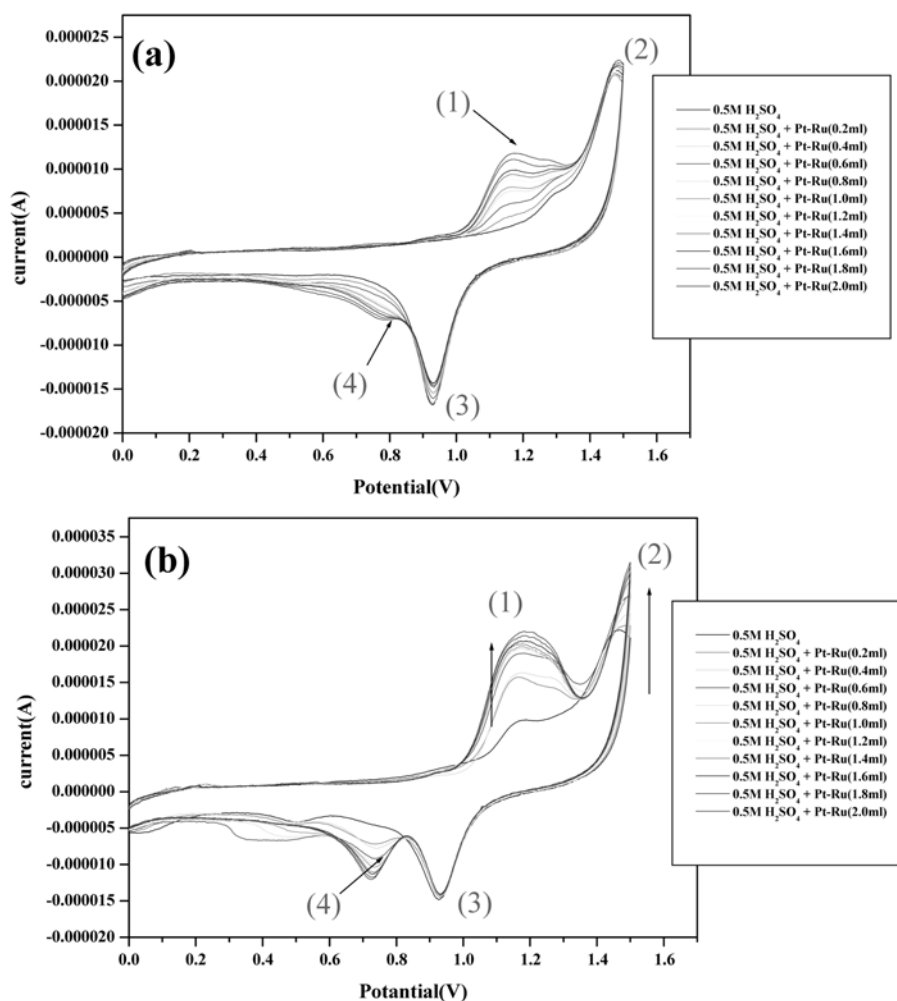 (a)
(1)
(2)
(3)
(4)
0.000025
0.000020
0.000015
0.000010
0.000005
0.000000
-0.000005
-0.000010
-0.000015
-0.000020
current(A)
0.0 0.2 0.4 0.6 0.8 1.0 1.2 1.4 1.6
Potential(V)
0.5M H₂SO₄
0.5M H₂SO₄ + Pt-Ru(0.2ml)
0.5M H₂SO₄ + Pt-Ru(0.4ml)
0.5M H₂SO₄ + Pt-Ru(0.6ml)
0.5M H₂SO₄ + Pt-Ru(0.8ml)
0.5M H₂SO₄ + Pt-Ru(1.0ml)
0.5M H₂SO₄ + Pt-Ru(1.2ml)
0.5M H₂SO₄ + Pt-Ru(1.4ml)
0.5M H₂SO₄ + Pt-Ru(1.6ml)
0.5M H₂SO₄ + Pt-Ru(1.8ml)
0.5M H₂SO₄ + Pt-Ru(2.0ml)
(b)
(1)
(2)
(3)
(4)
0.000035
0.000030
0.000025
0.000020
0.000015
0.000010
0.000005
0.000000
-0.000005
-0.000010
-0.000015
-0.000020
current(A)
0.0 0.2 0.4 0.6 0.8 1.0 1.2 1.4 1.6
Potantial(V)
0.5M H₂SO₄
0.5M H₂SO₄ + Pt-Ru(0.2ml)
0.5M H₂SO₄ + Pt-Ru(0.4ml)
0.5M H₂SO₄ + Pt-Ru(0.6ml)
0.5M H₂SO₄ + Pt-Ru(0.8ml)
0.5M H₂SO₄ + Pt-Ru(1.0ml)
0.5M H₂SO₄ + Pt-Ru(1.2ml)
0.5M H₂SO₄ + Pt-Ru(1.4ml)
0.5M H₂SO₄ + Pt-Ru(1.6ml)
0.5M H₂SO₄ + Pt-Ru(1.8ml)
0.5M H₂SO₄ + Pt-Ru(2.0ml)